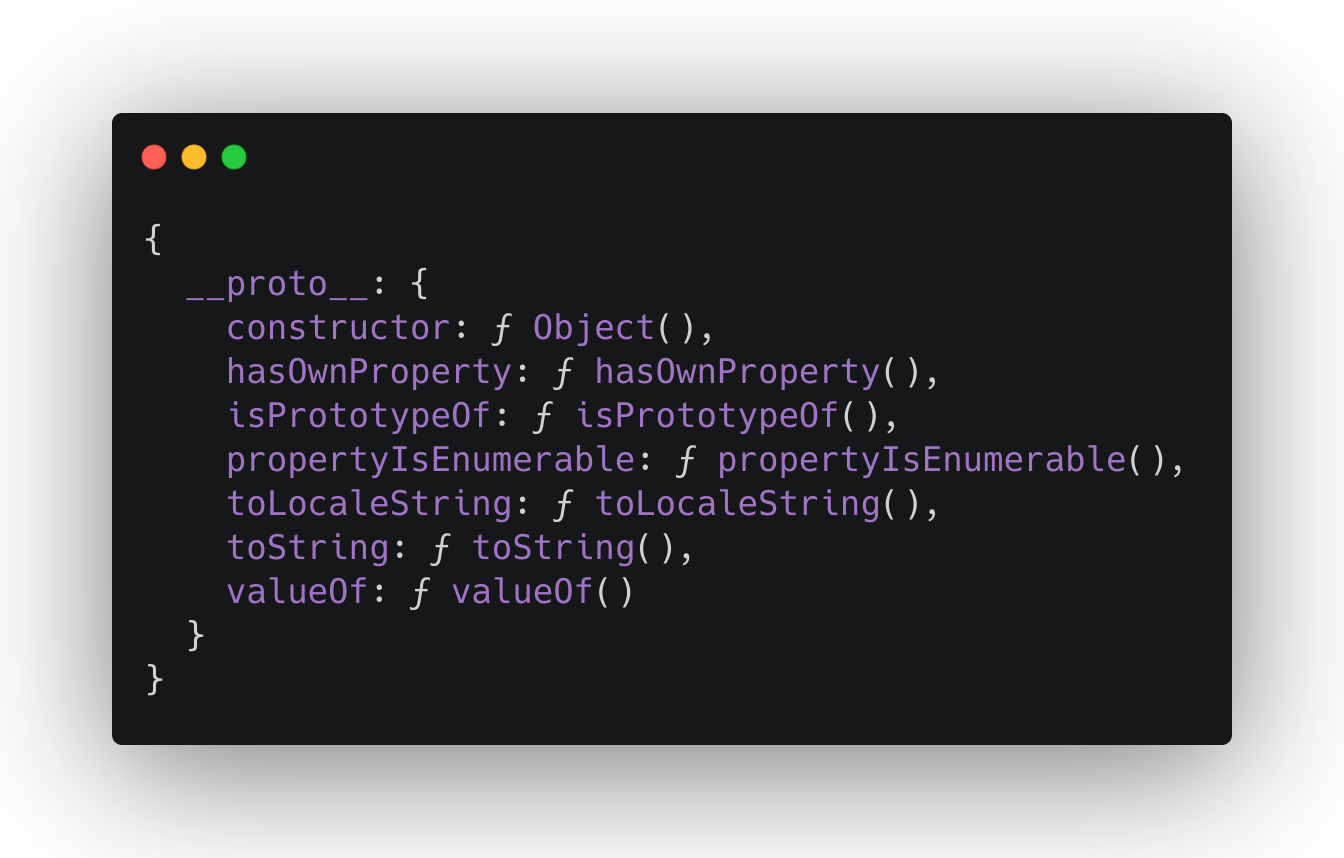 {
  __proto__: {
    constructor: ƒ Object(),
    hasOwnProperty: ƒ hasOwnProperty(),
    isPrototypeOf: ƒ isPrototypeOf(),
    propertyIsEnumerable: ƒ propertyIsEnumerable(),
    toLocaleString: ƒ toLocaleString(),
    toString: ƒ toString(),
    valueOf: ƒ valueOf()
  }
}